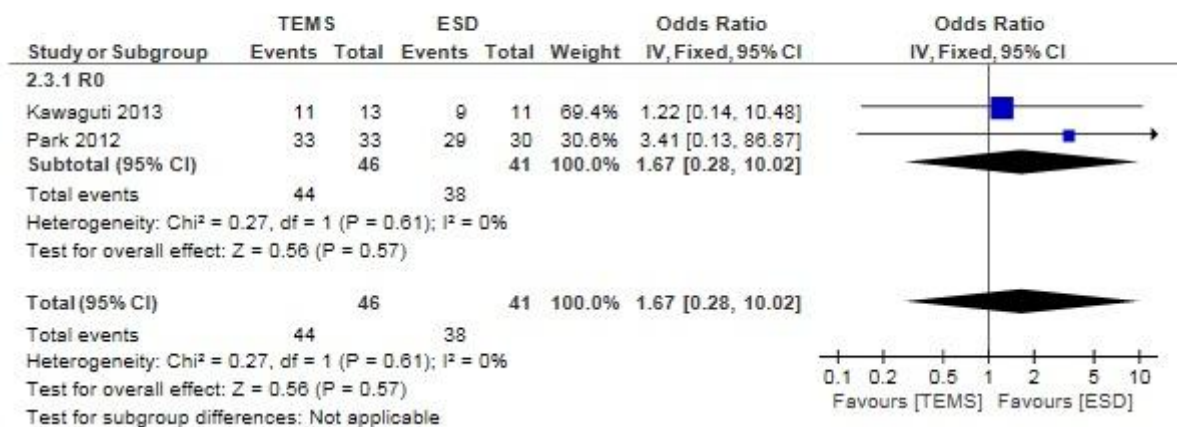 TEMS ESD Odds Ratio Odds Ratio
Study or Subgroup Events Total Events Total Weight IV, Fixed, 95% CI IV, Fixed, 95% CI
2.3.1 R0
Kawaguti 2013 11 13 9 11 69.4% 1.22 [0.14, 10.48]
Park 2012 33 33 29 30 30.6% 3.41 [0.13, 86.87]
Subtotal (95% CI) 46 41 100.0% 1.67 [0.28, 10.02]
Total events 44 38
Heterogeneity: Chi² = 0.27, df = 1 (P = 0.61); I² = 0%
Test for overall effect: Z = 0.56 (P = 0.57)
Total (95% CI) 46 41 100.0% 1.67 [0.28, 10.02]
Total events 44 38
Heterogeneity: Chi² = 0.27, df = 1 (P = 0.61); I² = 0%
Test for overall effect: Z = 0.56 (P = 0.57)
Test for subgroup differences: Not applicable
0.1 0.2 0.5 1 2 5 10
Favours [TEMS] Favours [ESD]